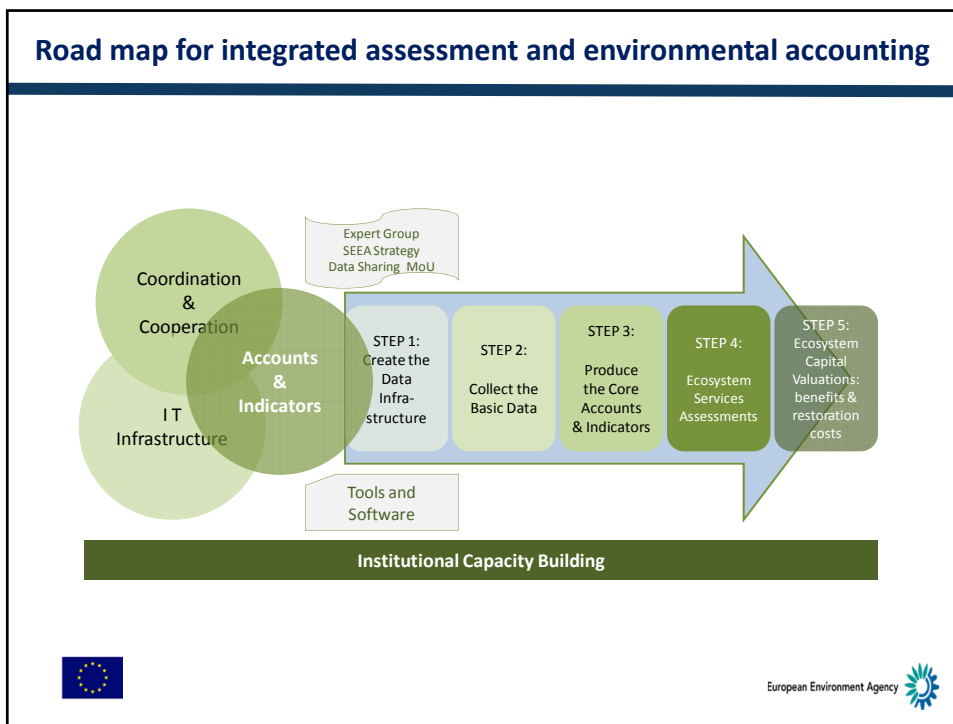 Road map for integrated assessment and environmental accounting
Expert Group
SEEA Strategy
Data Sharing MoU
Coordination
&
Cooperation
Accounts
&
Indicators
I T
Infrastructure
STEP 1:
Create the
Data
Infra-
structure
STEP 2:
Collect the
Basic Data
STEP 3:
Produce
the Core
Accounts
& Indicators
STEP 4:
Ecosystem
Services
Assessments
STEP 5:
Ecosystem
Capital
Valuations:
benefits &
restoration
costs
Tools and
Software
Institutional Capacity Building
European Environment Agency